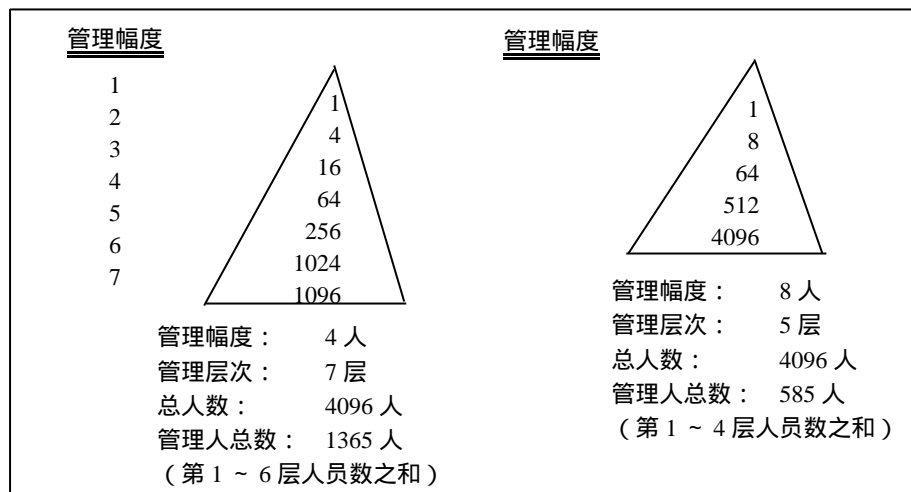 管理幅度
1
2
3
4
5
6
7
1
4
16
64
256
1024
1096
管理幅度： 4 人
管理层次： 7 层
总人数： 4096 人
管理人总数： 1365 人
（第 1 ~ 6 层人员数之和）
管理幅度
1
8
64
512
4096
管理幅度： 8 人
管理层次： 5 层
总人数： 4096 人
管理人总数： 585 人
（第 1 ~ 4 层人员数之和）